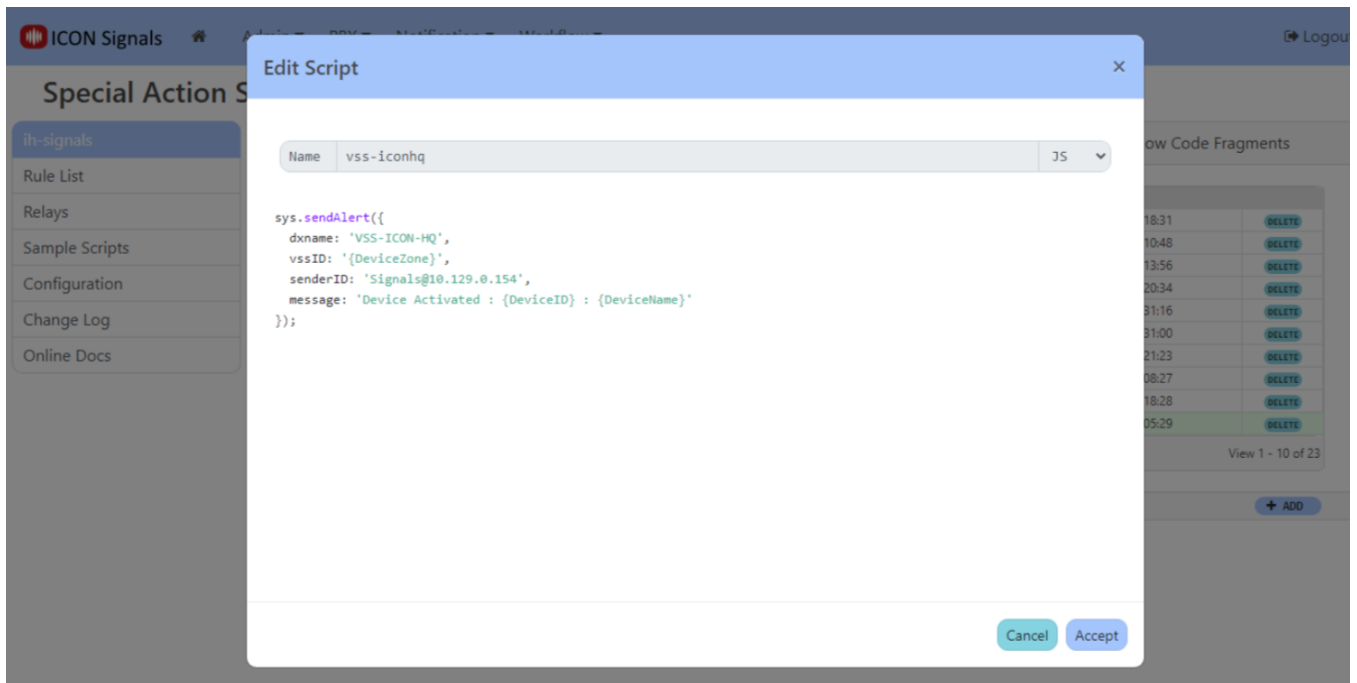 ICON Signals
Logou
Special Action S
ih-signals
Rule List
Relays
Sample Scripts
Configuration
Change Log
Online Docs
Edit Script
×
Name vss-iconhq JS
sys.sendAlert({
  dxname: 'VSS-ICON-HQ',
  vssID: '{DeviceZone}',
  senderID: 'Signals@10.129.0.154',
  message: 'Device Activated : {DeviceID} : {DeviceName}'
});
Cancel Accept
ow Code Fragments
18:31 DELETE
10:48 DELETE
13:56 DELETE
20:34 DELETE
31:16 DELETE
31:00 DELETE
21:23 DELETE
08:27 DELETE
18:28 DELETE
05:29 DELETE
View 1 - 10 of 23
+ ADD